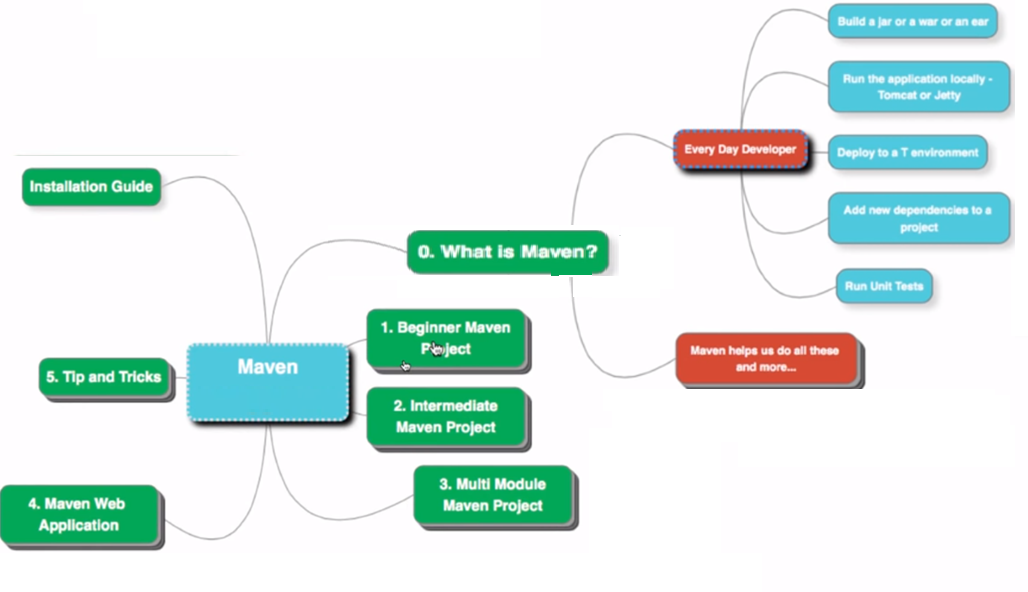 Build a jar or a war or an ear
Run the application locally -
Tomcat or Jetty
Every Day Developer
Deploy to a T environment
Installation Guide
Add new dependencies to a
project
0. What is Maven?
Run Unit Tests
1. Beginner Maven
Project
Maven helps us do all these
and more...
Maven
5. Tip and Tricks
2. Intermediate
Maven Project
3. Multi Module
Maven Project
4. Maven Web
Application